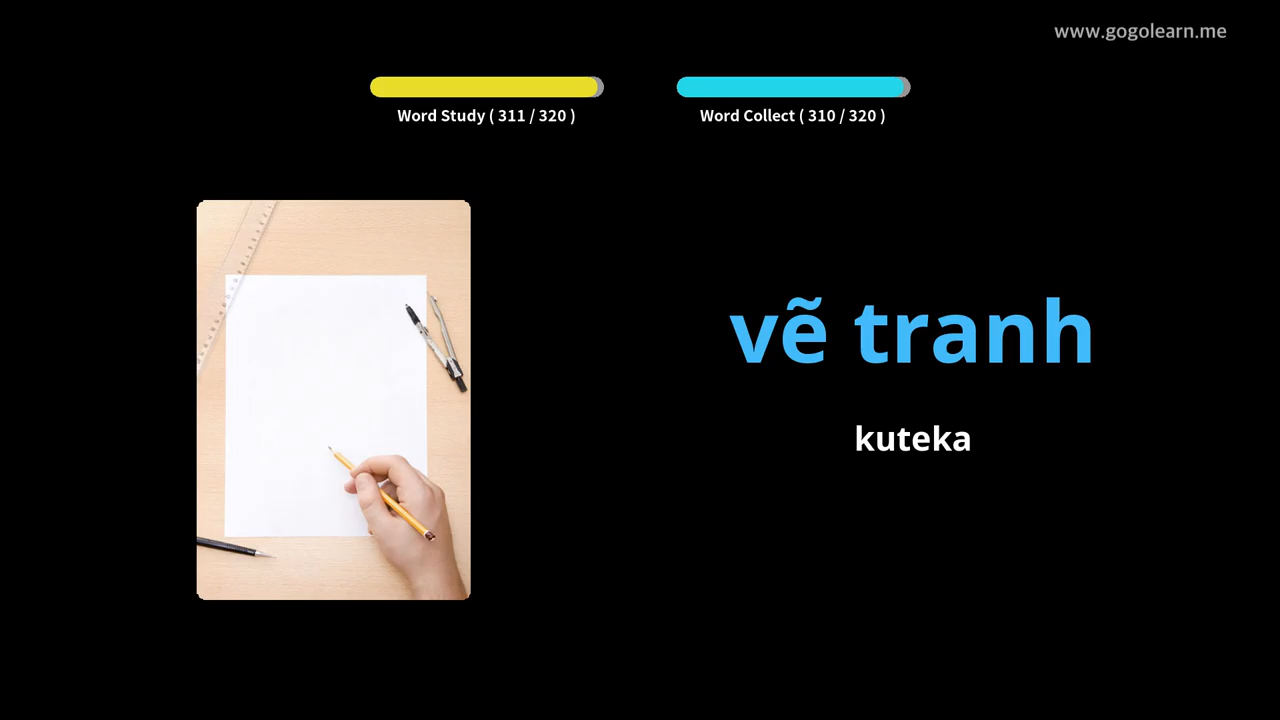 www.gogolearn.me
Word Study ( 311 / 320 )
Word Collect ( 310 / 320 )
vẽ tranh
kuteka